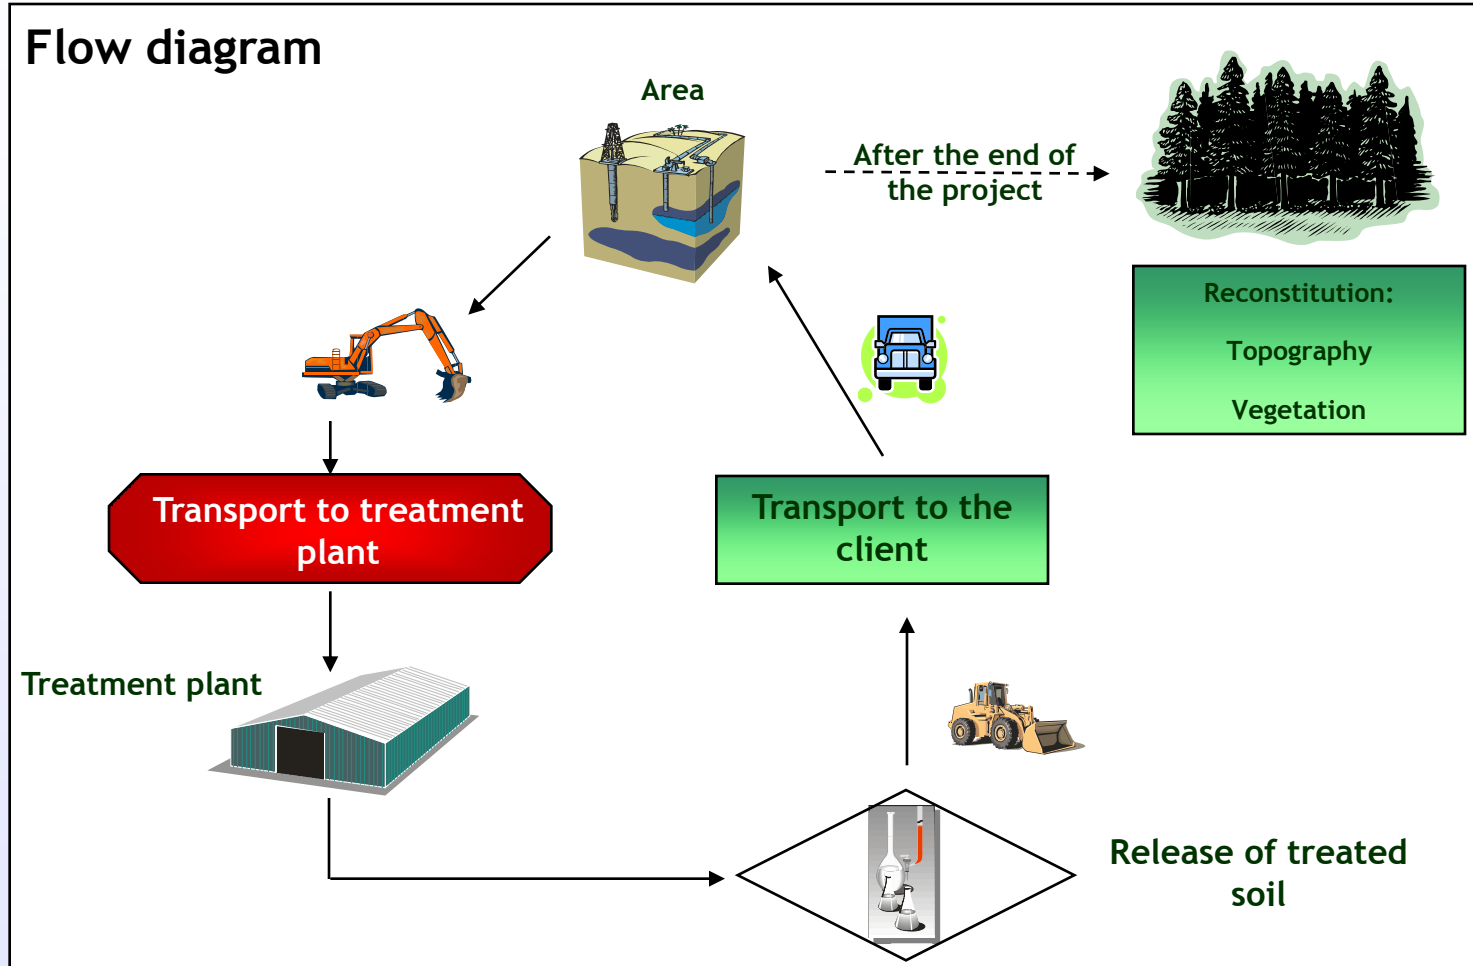 Flow diagram
Area
After the end of
the project
Reconstitution:
Topography
Vegetation
Transport to treatment
plant
Transport to the
client
Treatment plant
Release of treated
soil